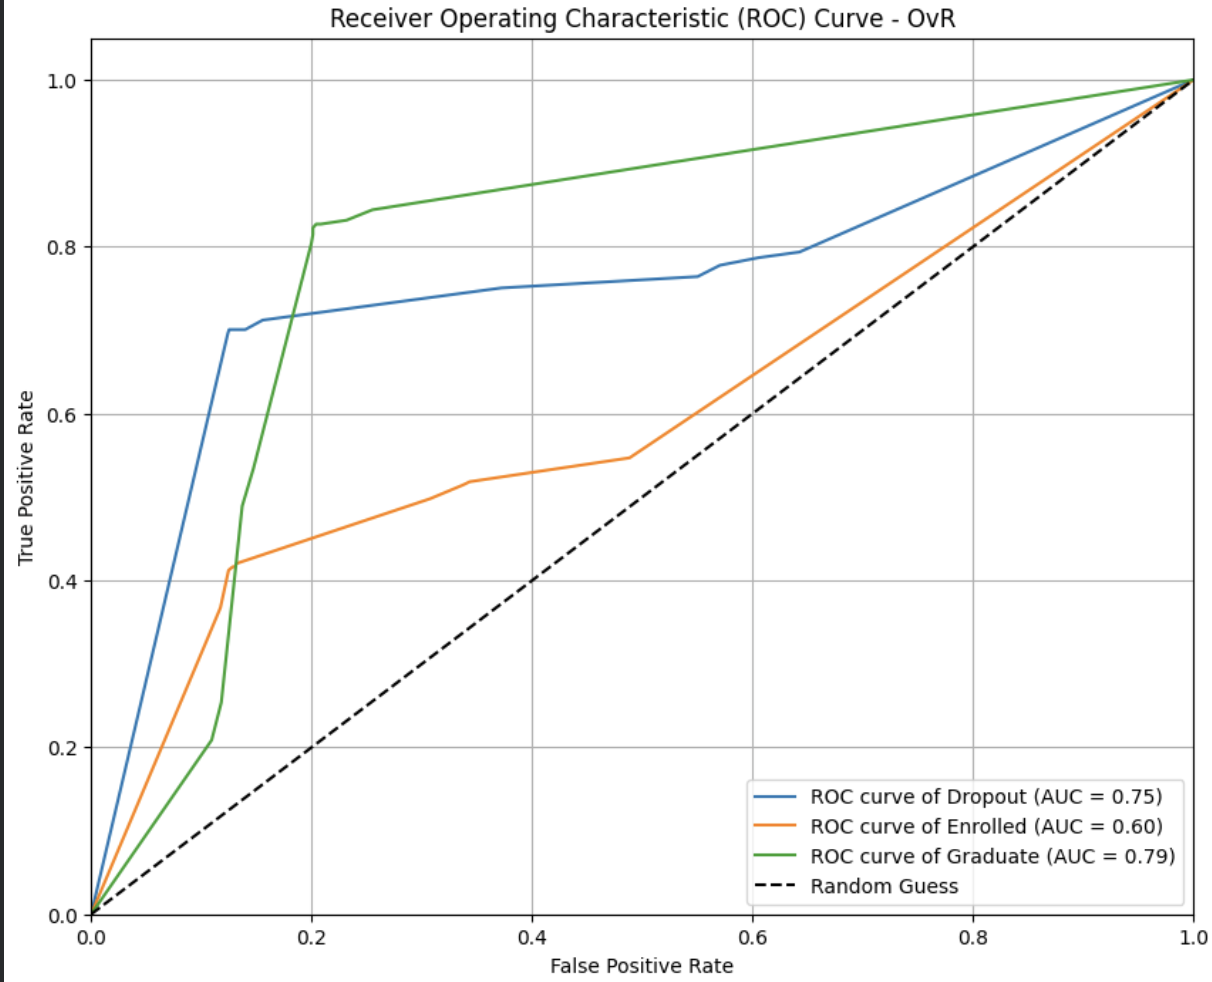 Receiver Operating Characteristic (ROC) Curve - OvR
True Positive Rate
1.0
0.8
0.6
0.4
0.2
0.0
0.0 0.2 0.4 0.6 0.8 1.0
False Positive Rate
ROC curve of Dropout (AUC = 0.75)
ROC curve of Enrolled (AUC = 0.60)
ROC curve of Graduate (AUC = 0.79)
Random Guess